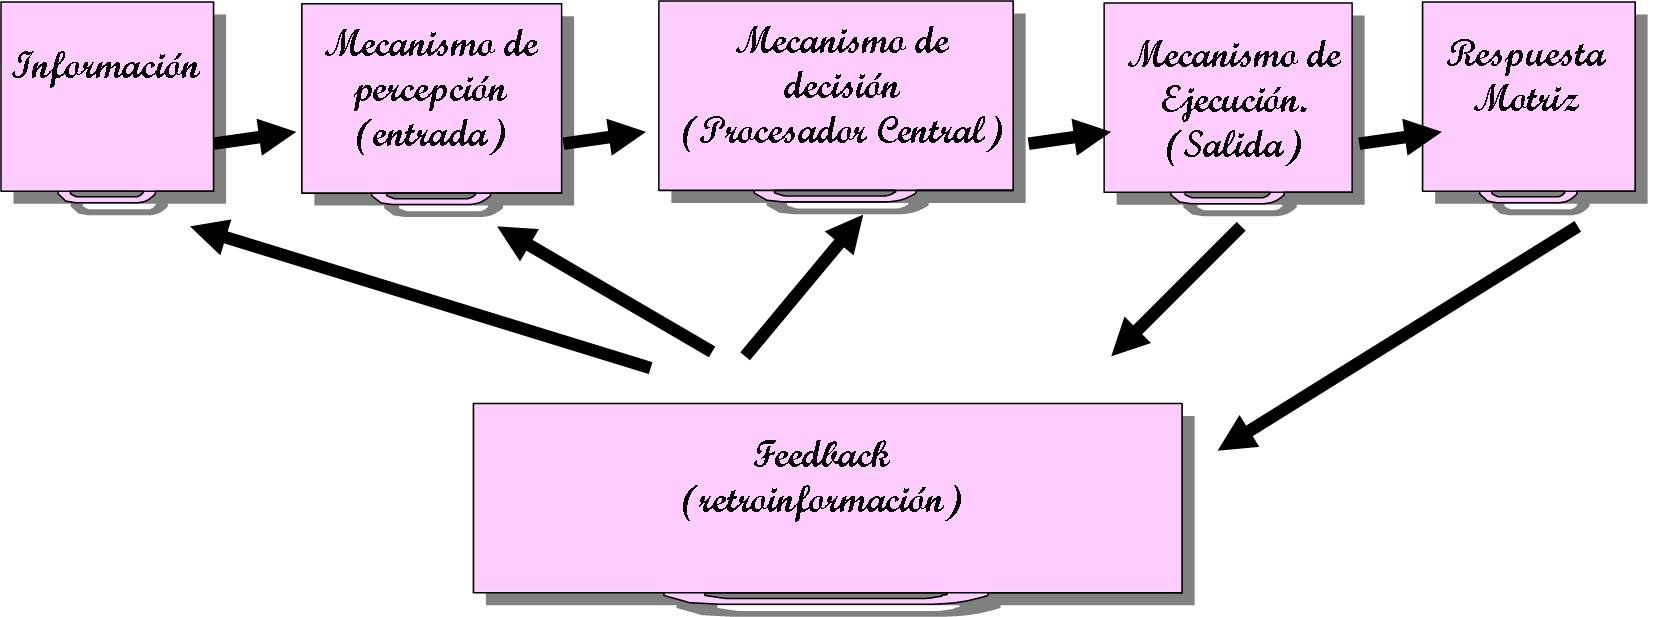 Información
Mecanismo de
percepción
(entrada)
Mecanismo de
decisión
(Procesador Central)
Mecanismo de
Ejecución.
(Salida)
Respuesta
Motriz
Feedback
(retroinformación)